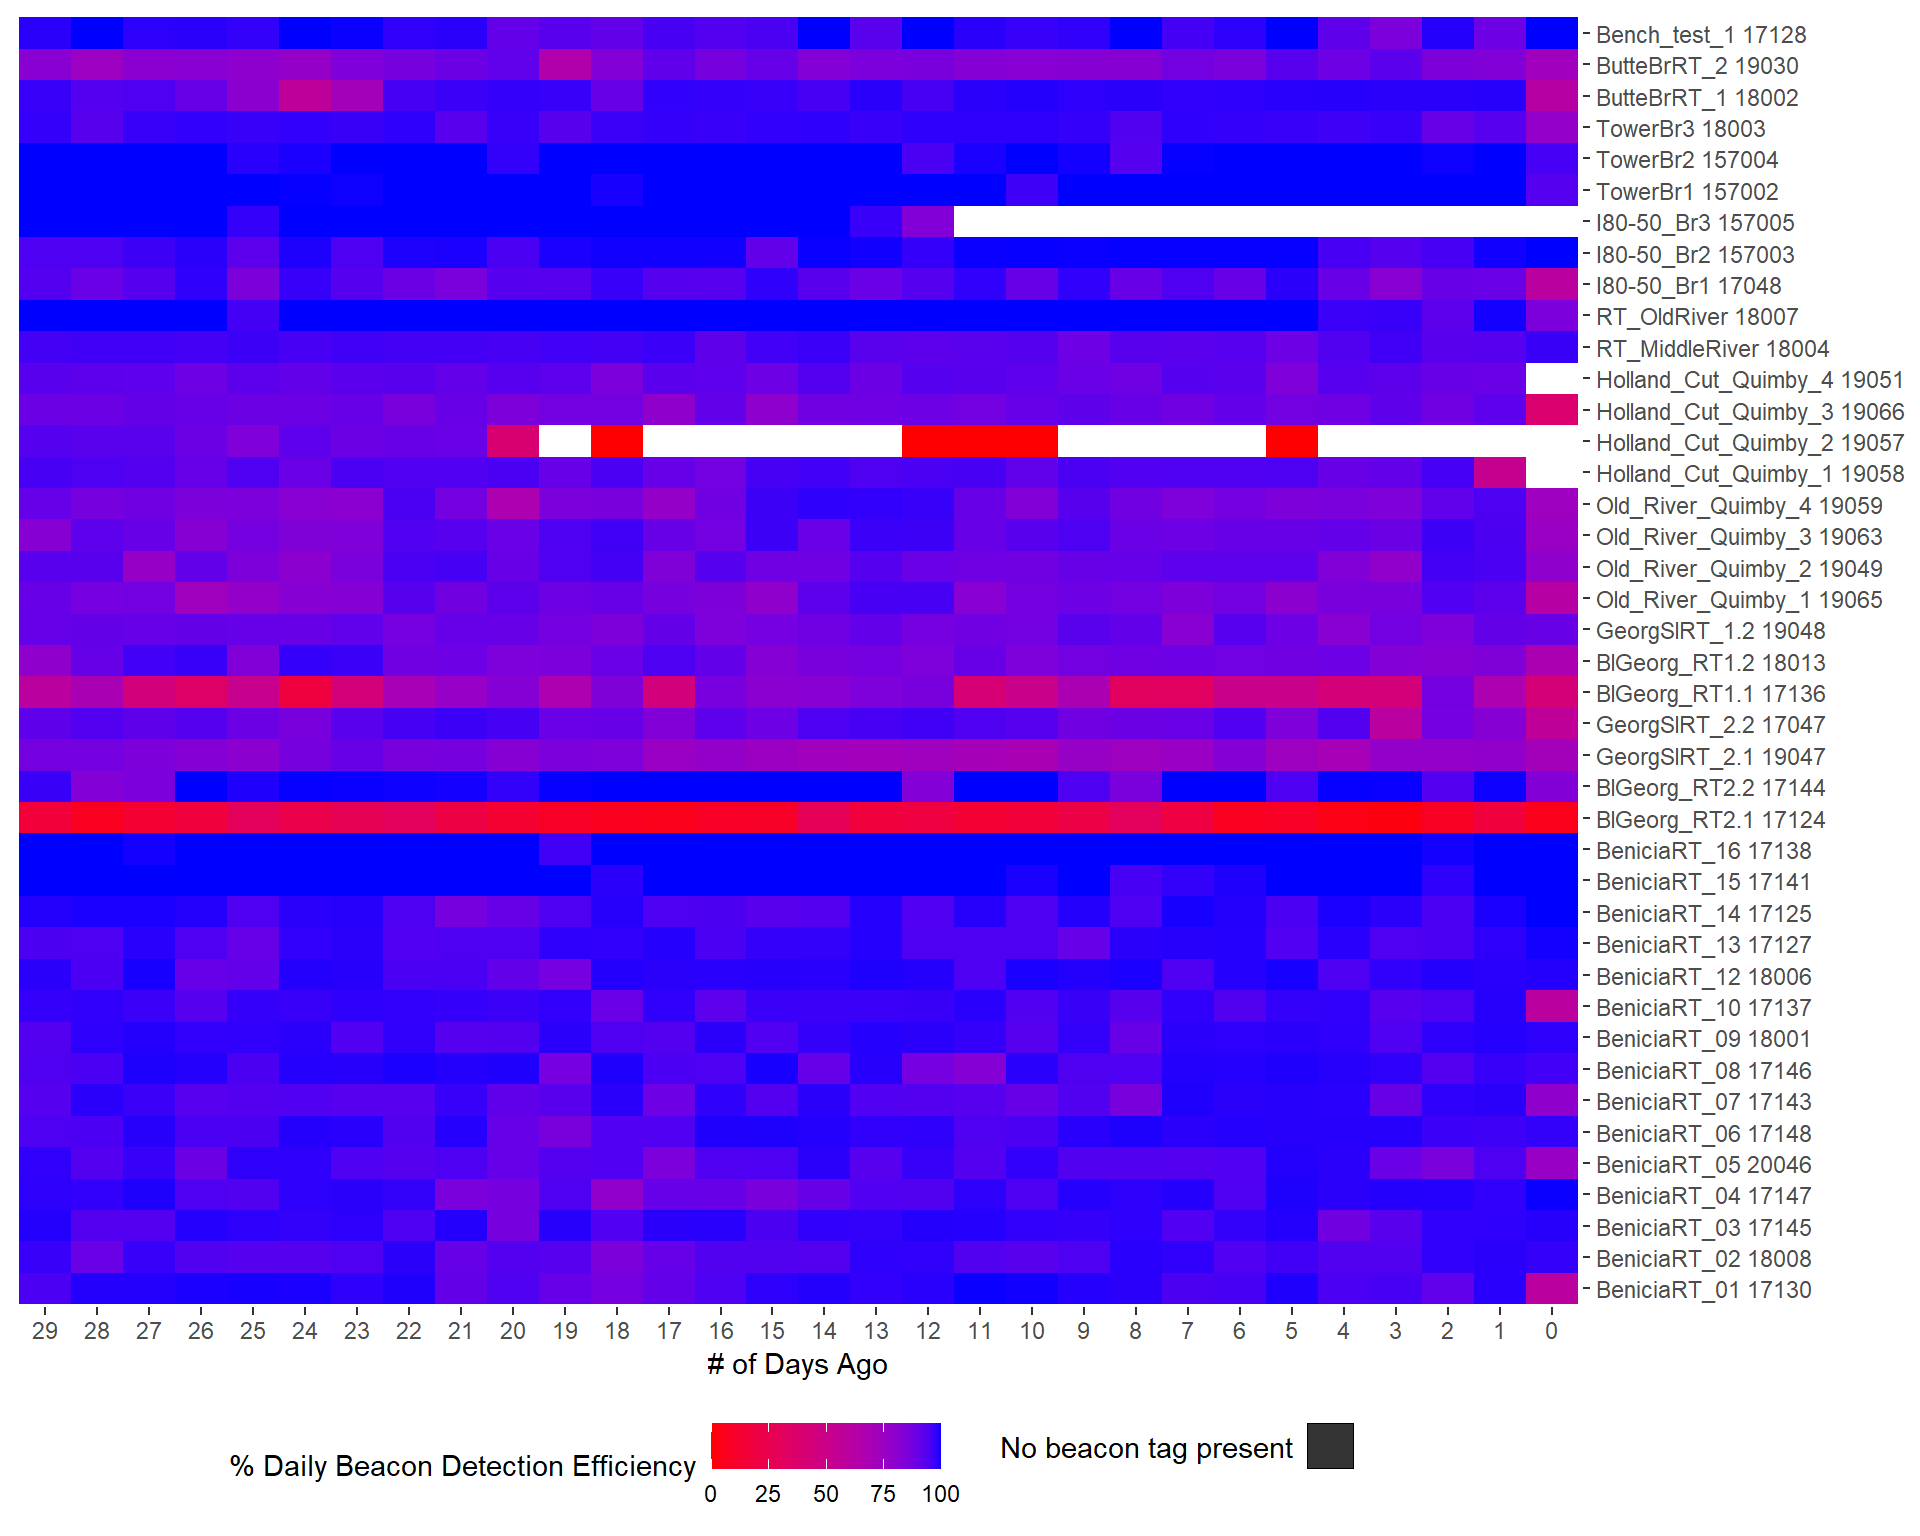 Bench_test_1 17128
ButteBrRT_2 19030
ButteBrRT_1 18002
TowerBr3 18003
TowerBr2 157004
TowerBr1 157002
I80-50_Br3 157005
I80-50_Br2 157003
I80-50_Br1 17048
RT_OldRiver 18007
RT_MiddleRiver 18004
Holland_Cut_Quimby_4 19051
Holland_Cut_Quimby_3 19066
Holland_Cut_Quimby_2 19057
Holland_Cut_Quimby_1 19058
Old_River_Quimby_4 19059
Old_River_Quimby_3 19063
Old_River_Quimby_2 19049
Old_River_Quimby_1 19065
GeorgSlRT_1.2 19048
BlGeorg_RT1.2 18013
BlGeorg_RT1.1 17136
GeorgSlRT_2.2 17047
GeorgSlRT_2.1 19047
BlGeorg_RT2.2 17144
BlGeorg_RT2.1 17124
BeniciaRT_16 17138
BeniciaRT_15 17141
BeniciaRT_14 17125
BeniciaRT_13 17127
BeniciaRT_12 18006
BeniciaRT_10 17137
BeniciaRT_09 18001
BeniciaRT_08 17146
BeniciaRT_07 17143
BeniciaRT_06 17148
BeniciaRT_05 20046
BeniciaRT_04 17147
BeniciaRT_03 17145
BeniciaRT_02 18008
BeniciaRT_01 17130
29 28 27 26 25 24 23 22 21 20 19 18 17 16 15 14 13 12 11 10 9 8 7 6 5 4 3 2 1 0
# of Days Ago
% Daily Beacon Detection Efficiency
0 25 50 75 100
No beacon tag present